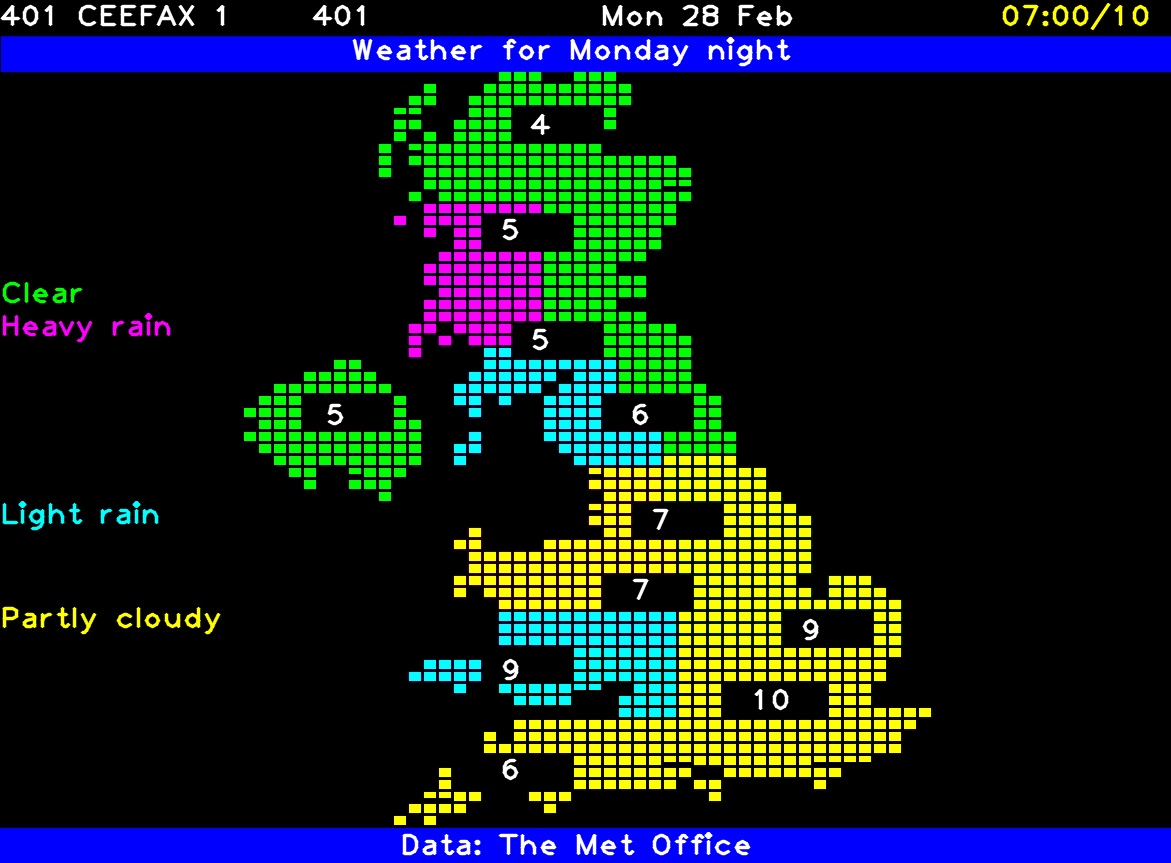 401 CEEFAX 1 401 Mon 28 Feb 07:00/10
Weather for Monday night
4
5
Clear
Heavy rain
5
5
6
Light rain
7
7
Partly cloudy
9
9
10
6
Data: The Met Office